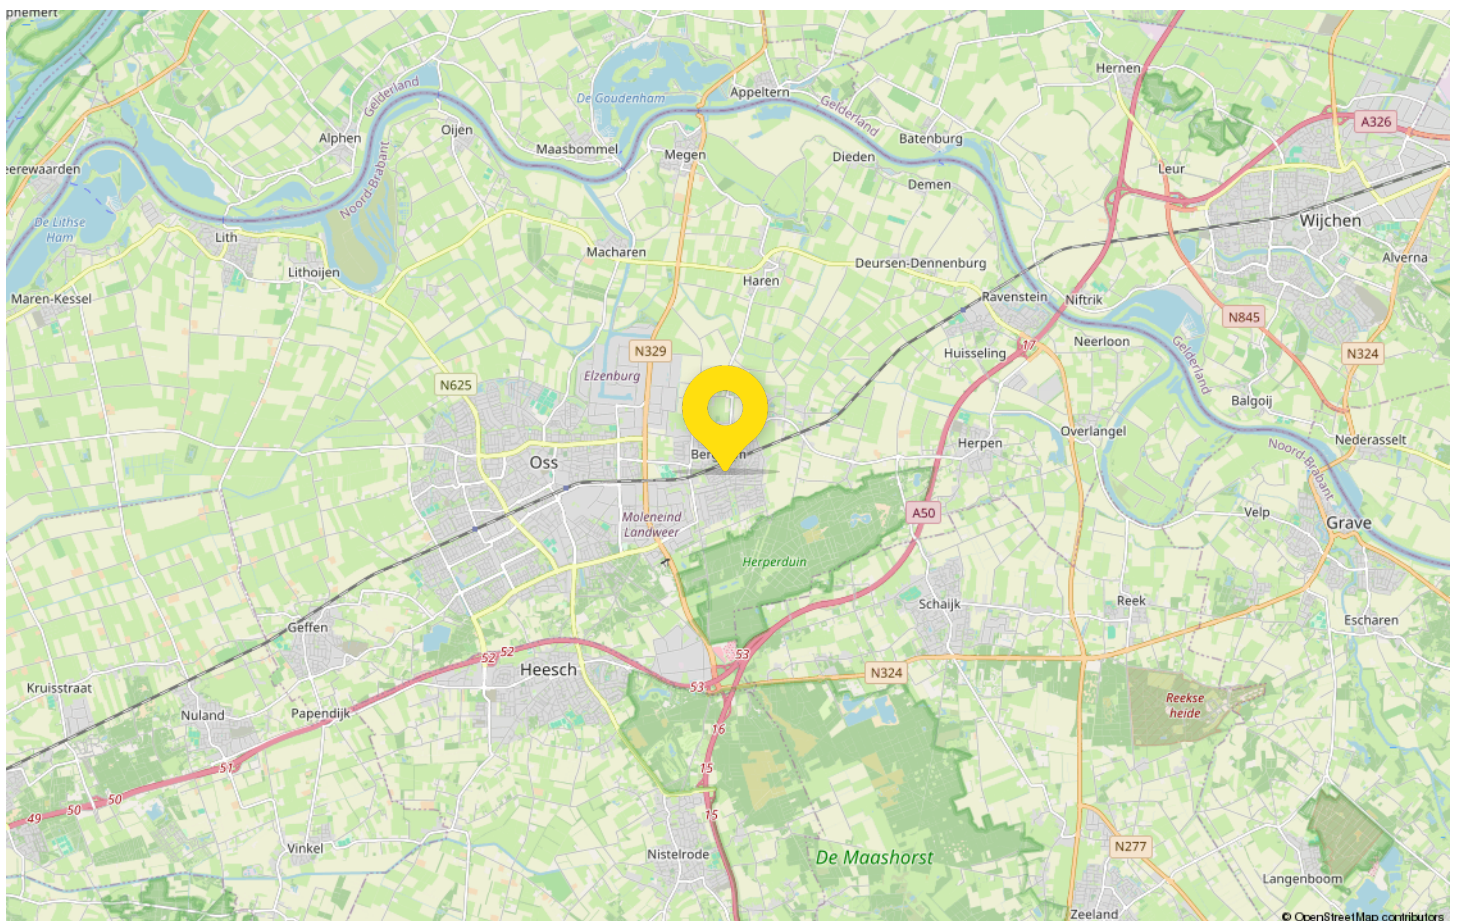 Hernen
Gelderland
De Goudenham
Appeltern
Gelderland
A326
Alphen
Oijen
Maasbommel
Megen
Batenburg
Dieden
Demen
Leur
Noord-Brabant
De Lithse
Ham
Lith
Wijchen
Macharen
Alverna
Lithoijen
Deursen-Dennenburg
Haren
Maren-Kessel
Ravenstein
Niftrik
N845
N329
17
Huisseling
Neerloon
N324
Gelderland
Elzenburg
N625
Balgoij
Overlangel
Nederasselt
Herpen
Noord-Brabant
Oss
A50
Velp
Grave
Moleneind
Landweer
Herperduin
Schaijk
Reek
Escharen
Geffen
52
52
53
Heesch
N324
53
Kruisstraat
Reekse
heide
Nuland
Papendijk
16
51
15
50
50
49
15
Vinkel
Nistelrode
De Maashorst
N277
Langenboom
Zeeland
© OpenStreetMap contributors